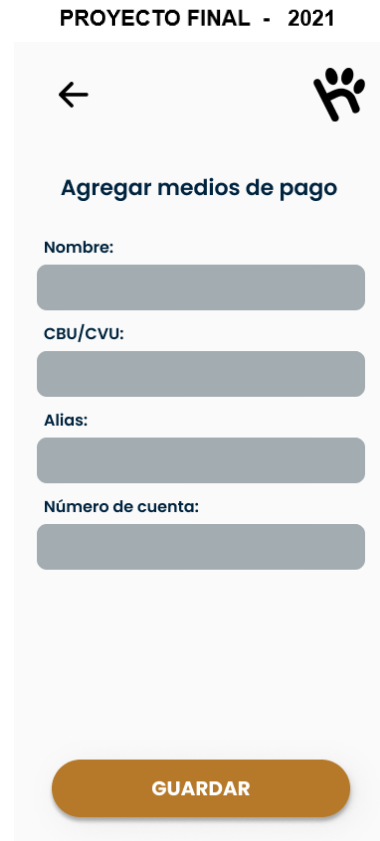 PROYECTO FINAL - 2021
Agregar medios de pago
Nombre:
CBU/CVU:
Alias:
Número de cuenta:
GUARDAR